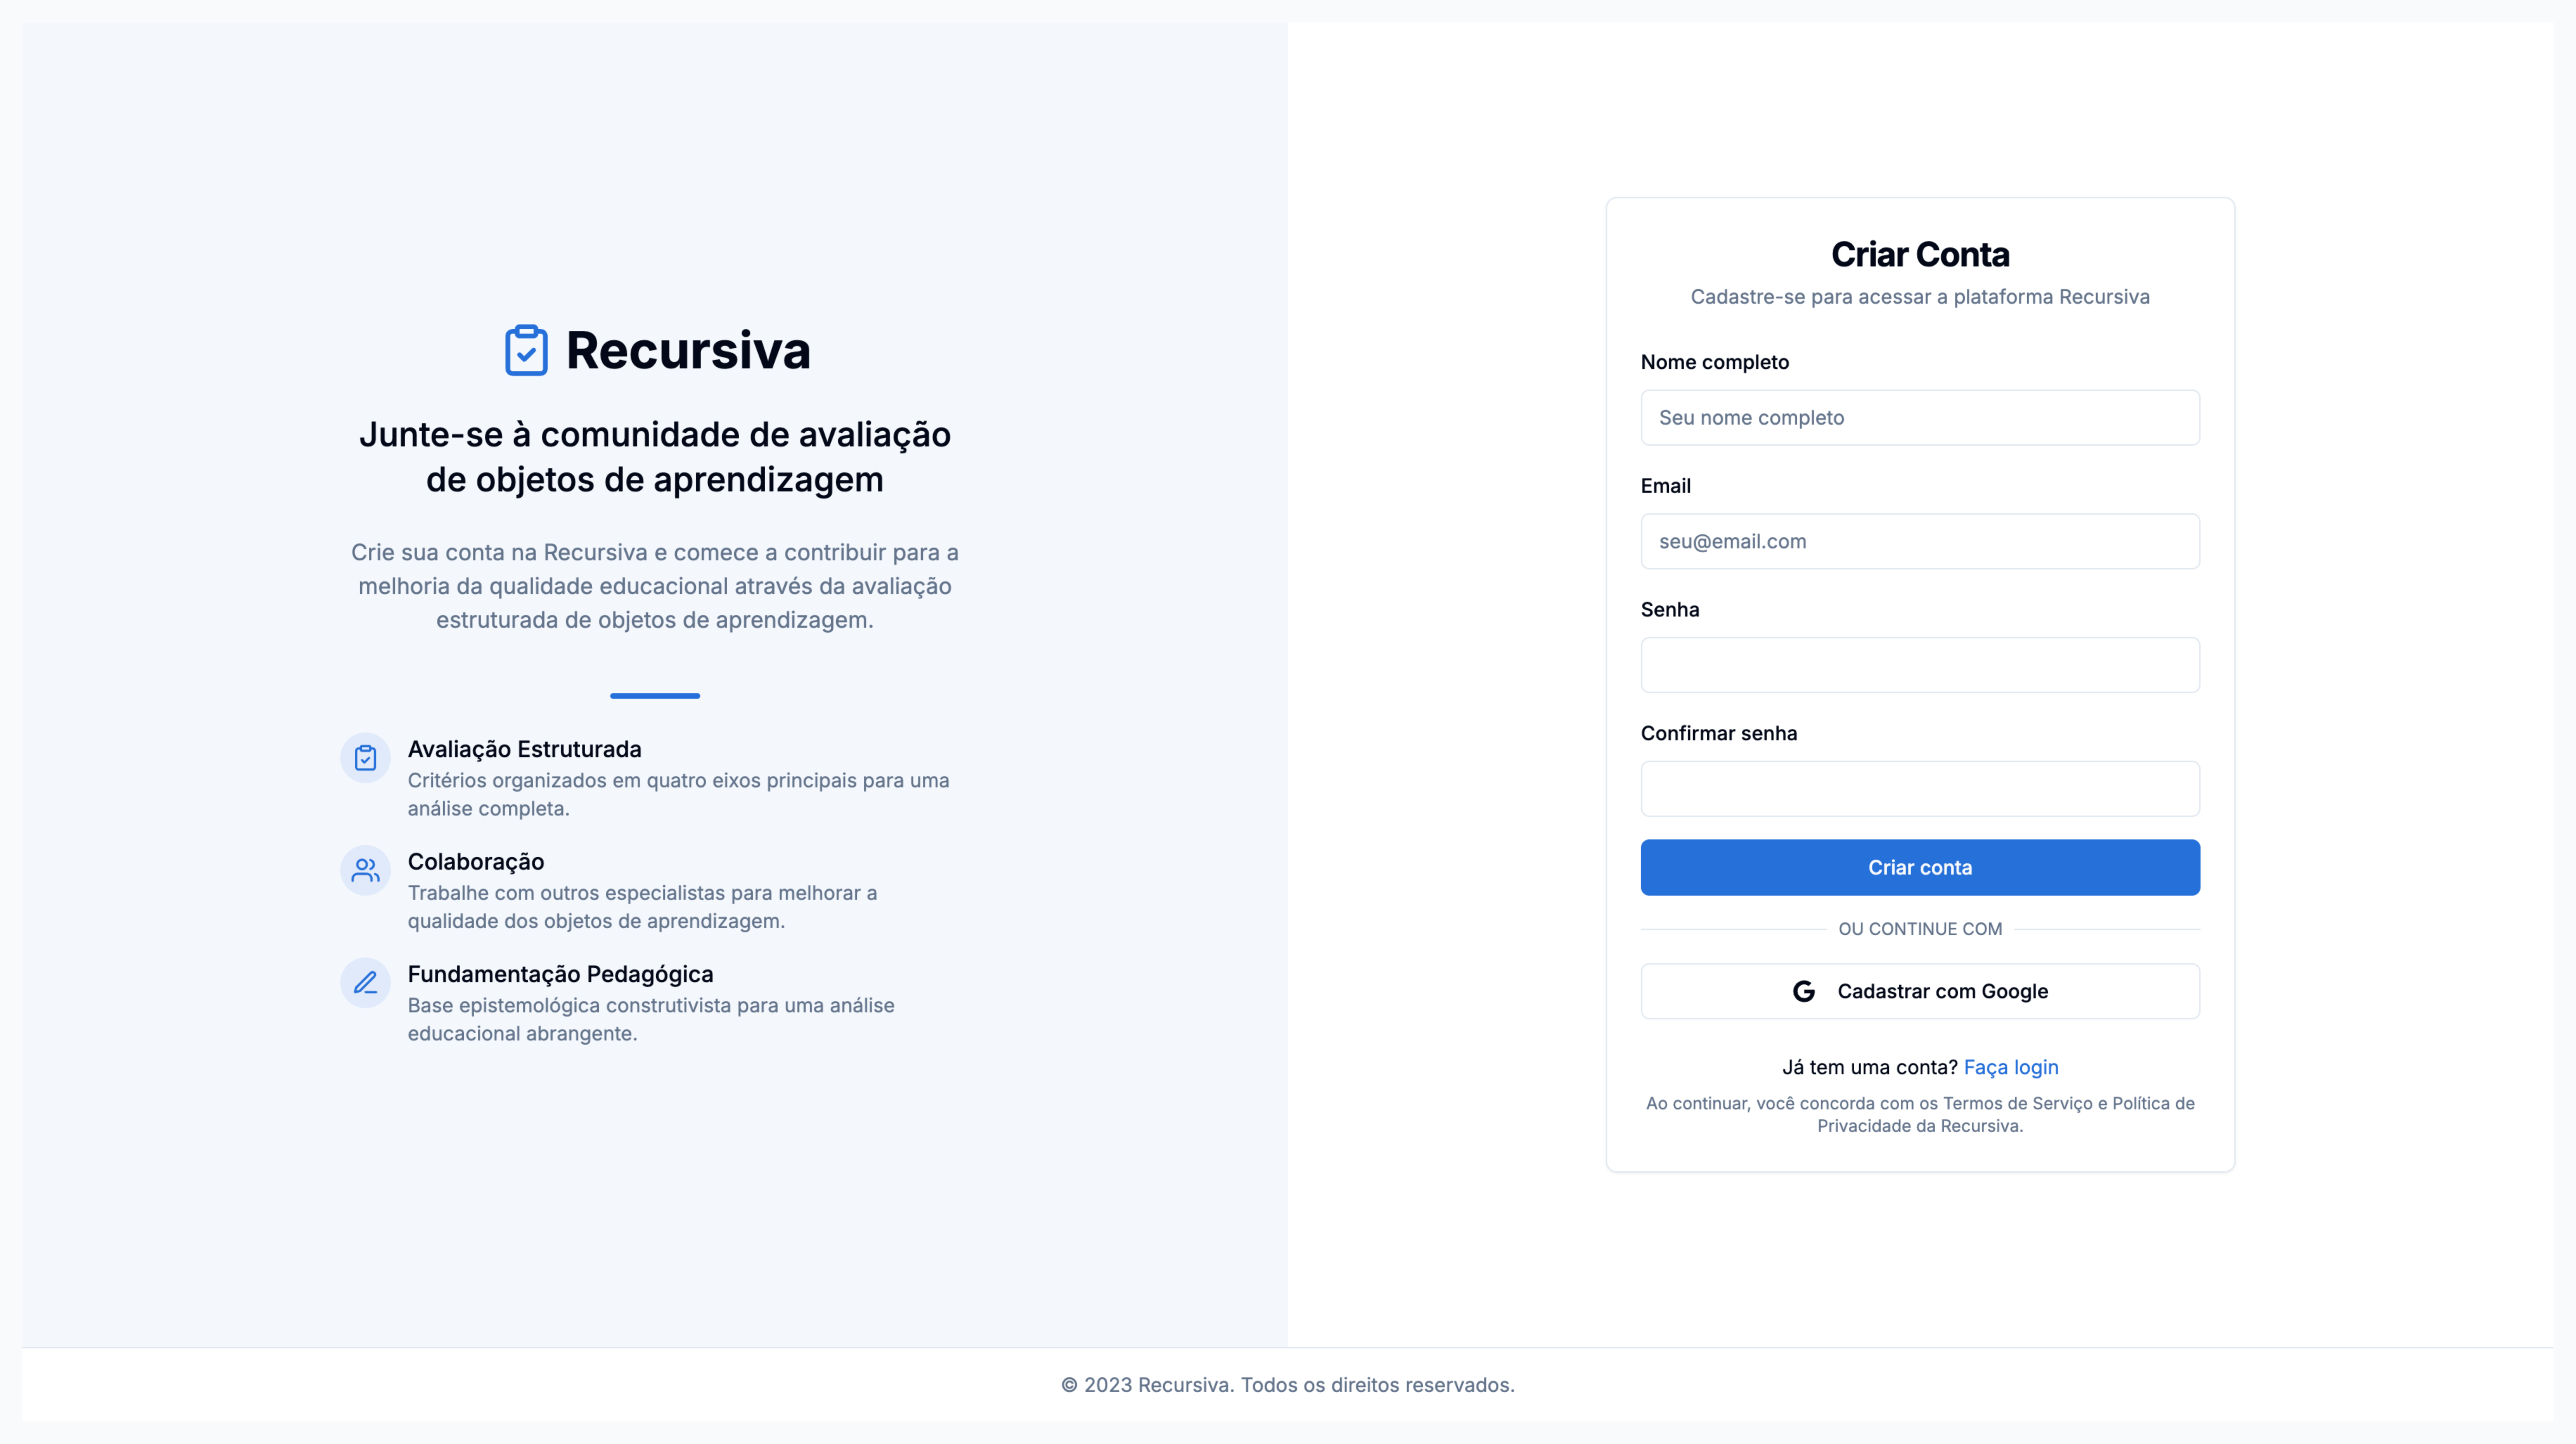 Recursiva
Junte-se à comunidade de avaliação
de objetos de aprendizagem
Crie sua conta na Recursiva e comece a contribuir para a
melhoria da qualidade educacional através da avaliação
estruturada de objetos de aprendizagem.
Avaliação Estruturada
Critérios organizados em quatro eixos principais para uma
análise completa.
Colaboração
Trabalhe com outros especialistas para melhorar a
qualidade dos objetos de aprendizagem.
Fundamentação Pedagógica
Base epistemológica construtivista para uma análise
educacional abrangente.
Criar Conta
Cadastre-se para acessar a plataforma Recursiva
Nome completo
Seu nome completo
Email
seu@email.com
Senha
Confirmar senha
Criar conta
OU CONTINUE COM
G Cadastrar com Google
Já tem uma conta? Faça login
Ao continuar, você concorda com os Termos de Serviço e Política de
Privacidade da Recursiva.
© 2023 Recursiva. Todos os direitos reservados.